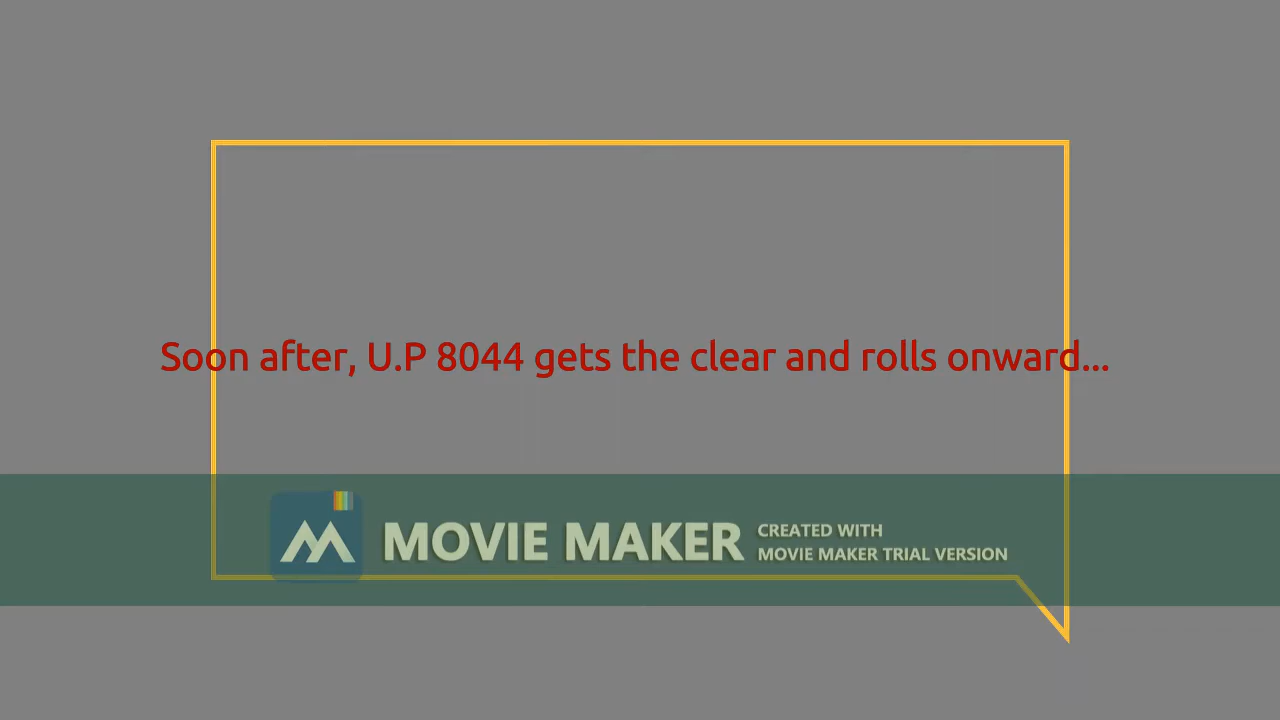 Soon after, U.P 8044 gets the clear and rolls onward...
MOVIE MAKER
CREATED WITH
MOVIE MAKER TRIAL VERSION